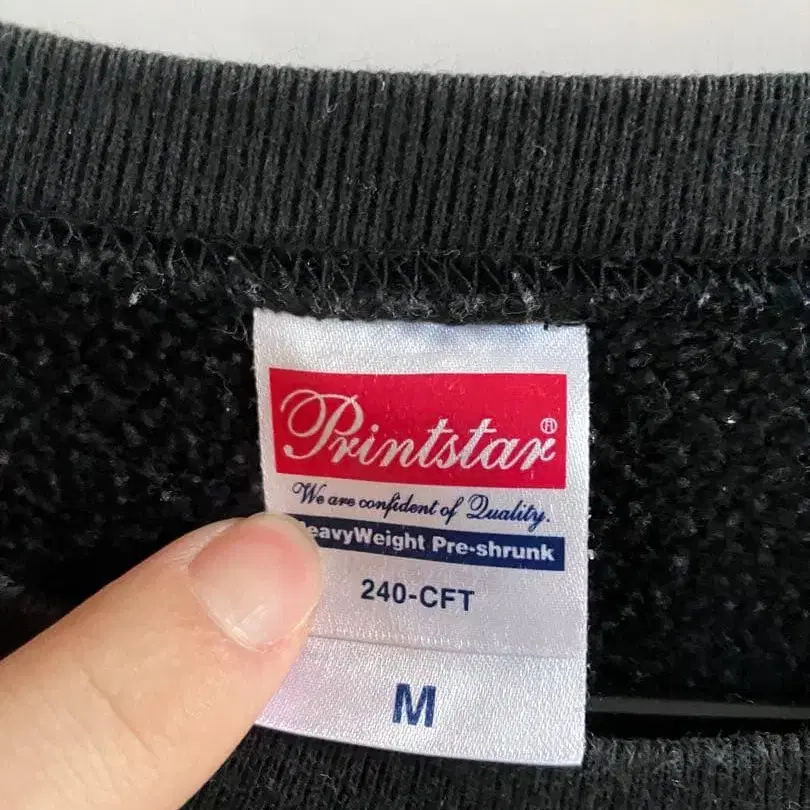 Printstar®
We are confident of Quality.
eavyWeight Pre-shrunk
240-CFT
M